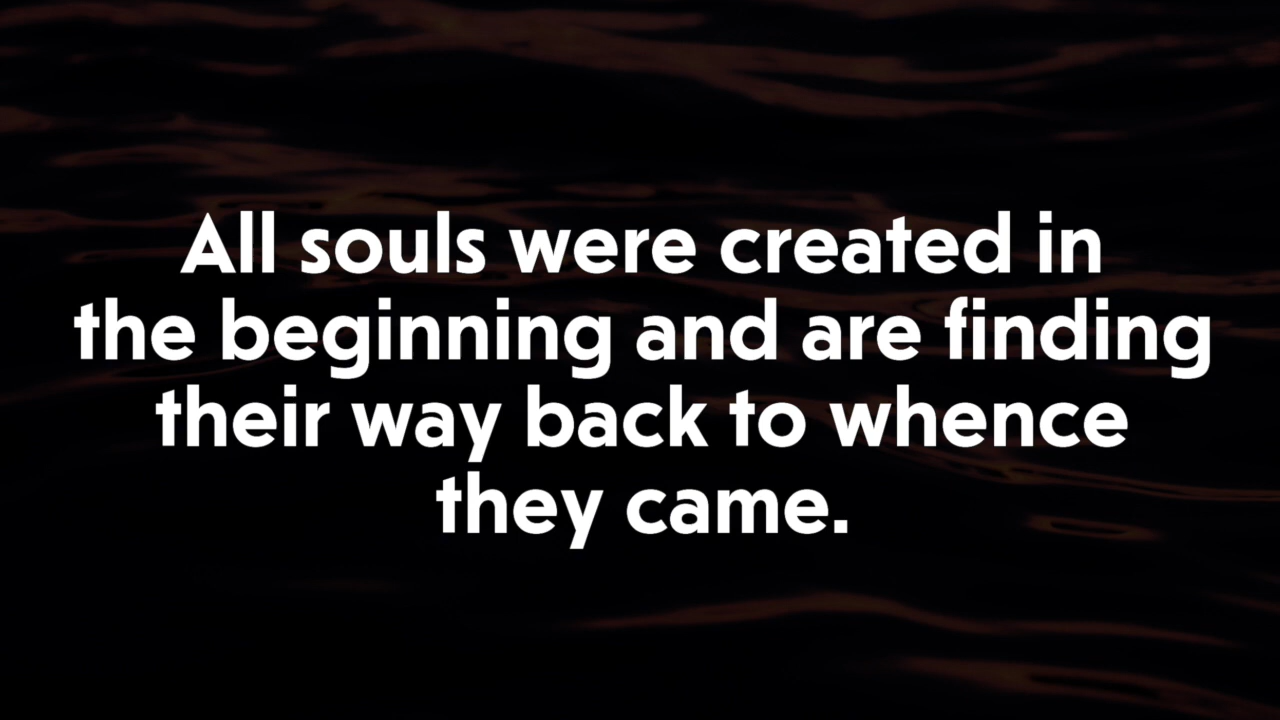 All souls were created in
the beginning and are finding
their way back to whence
they came.